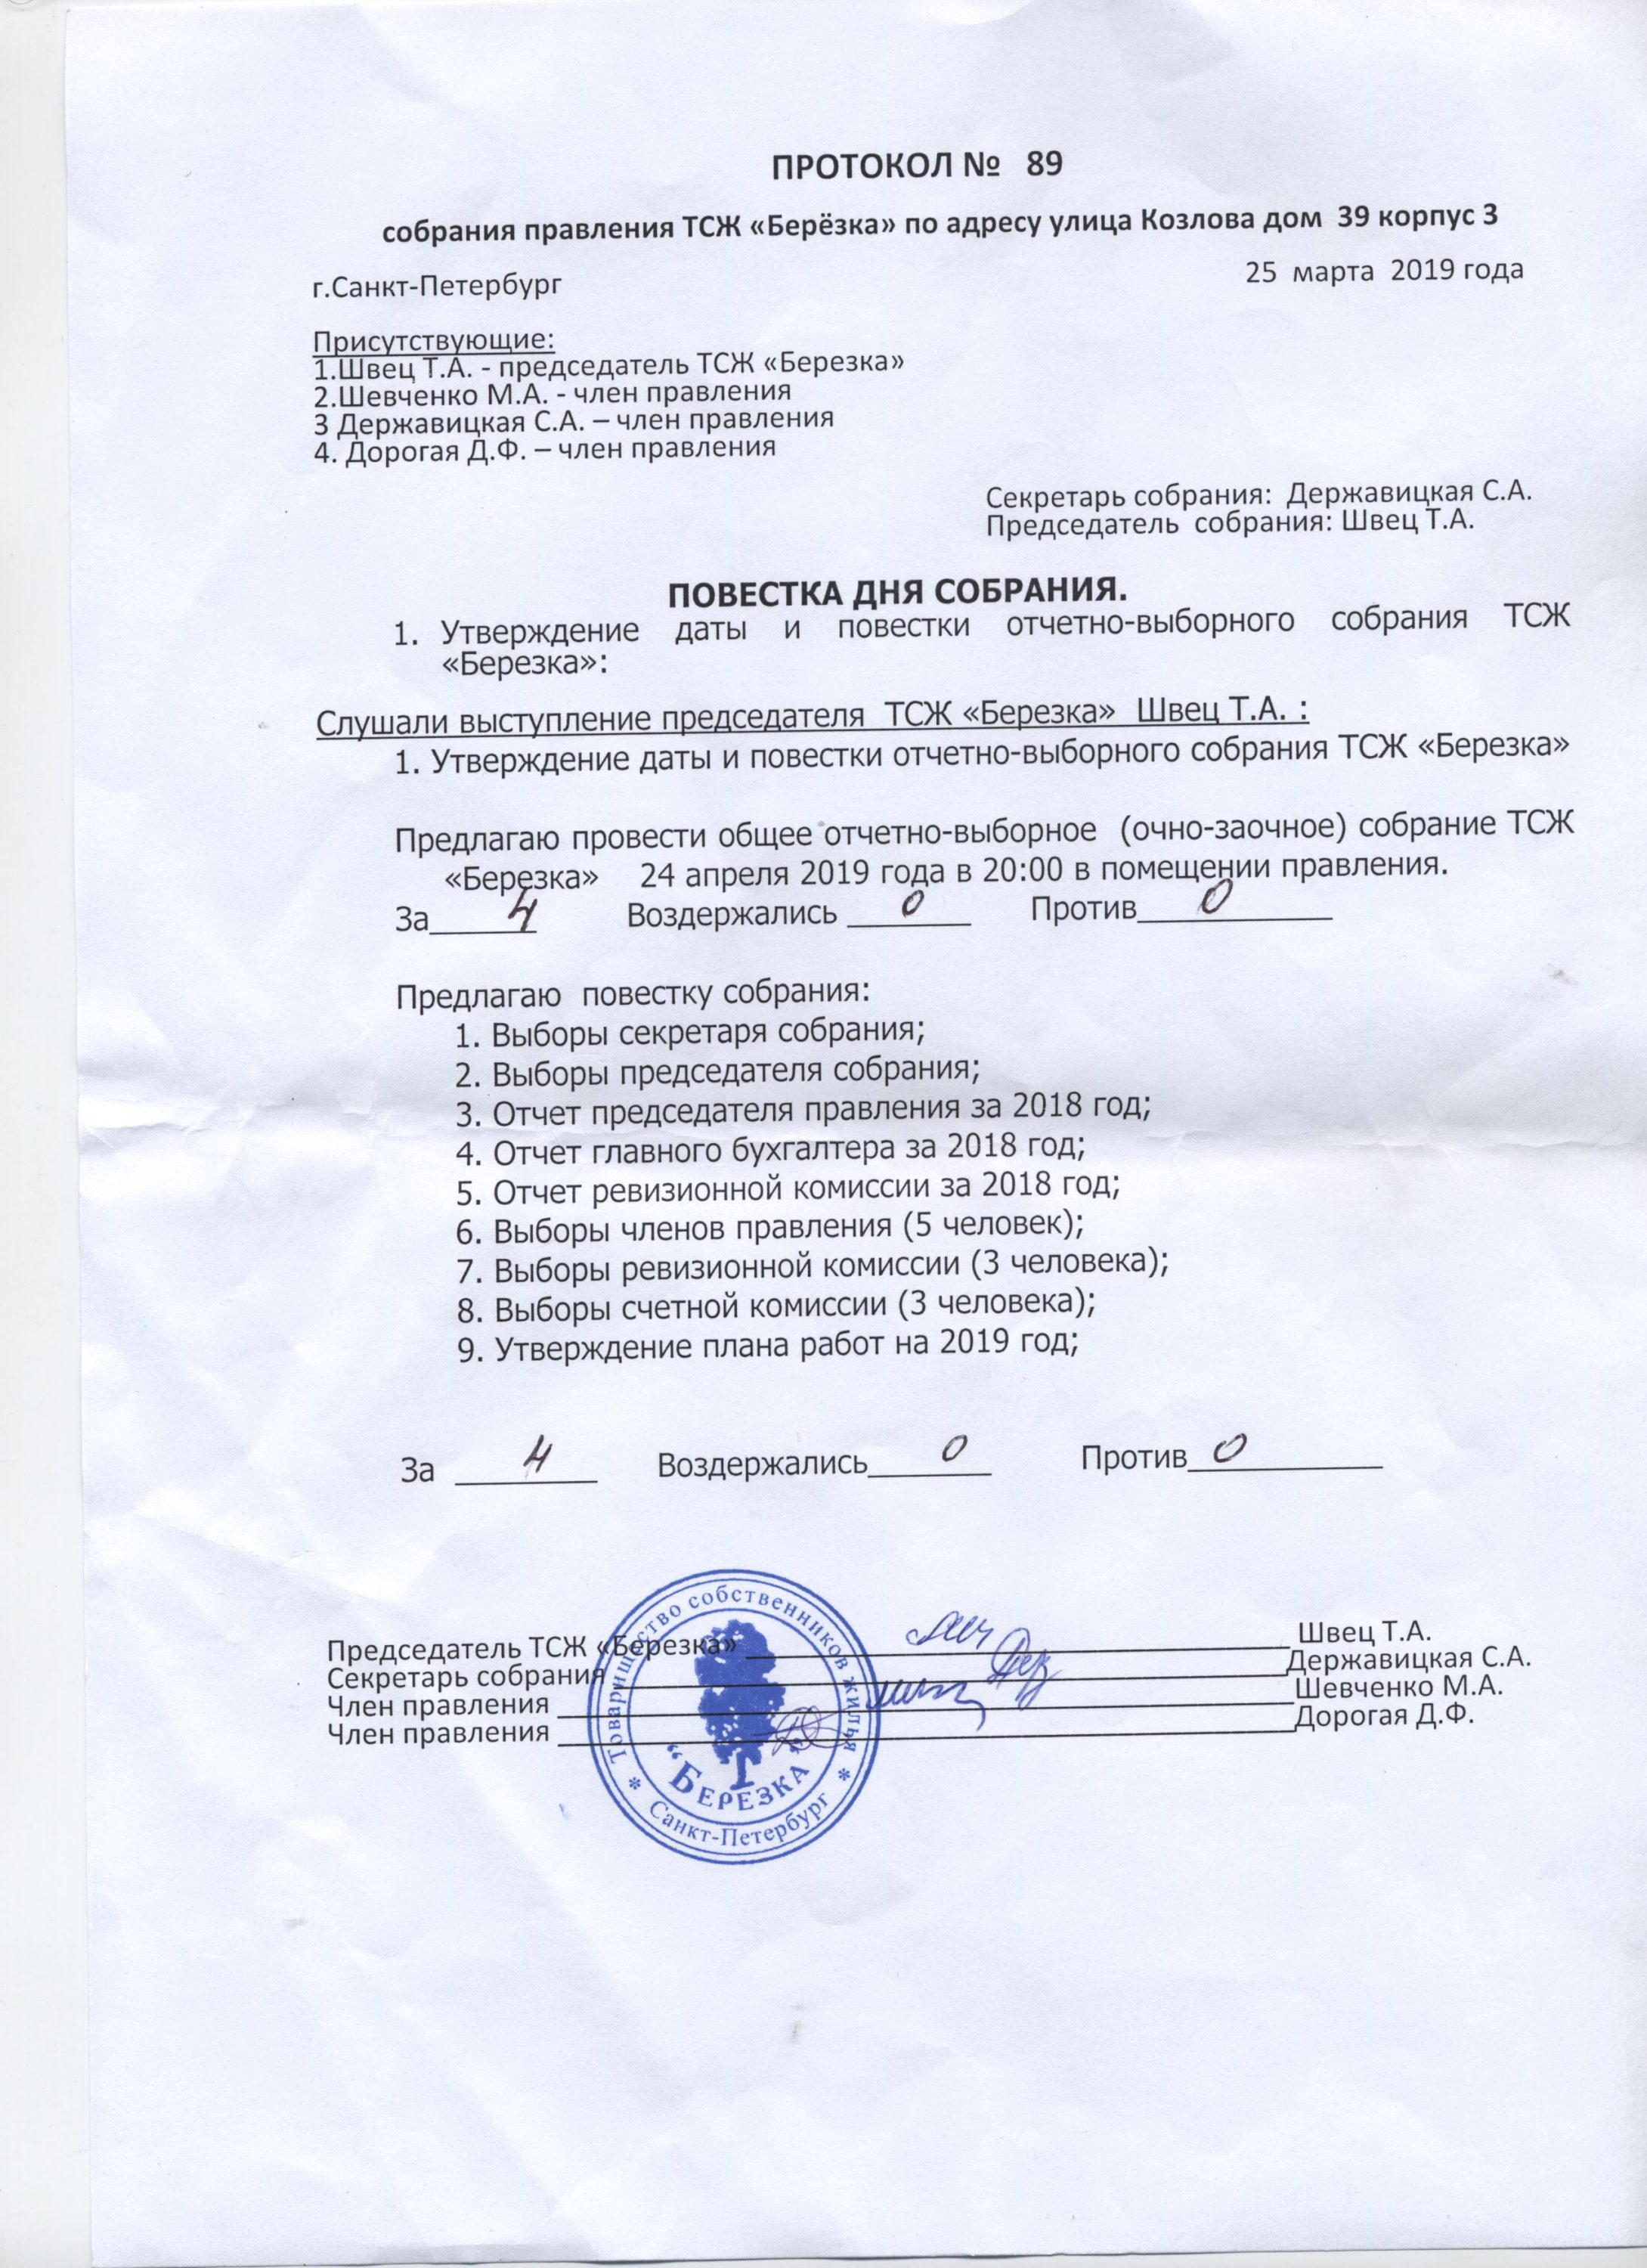 ПРОТОКОЛ № 89
собрания правления ТСЖ «Берёзка» по адресу улица Козлова дом 39 корпус 3
г.Санкт-Петербург 25 марта 2019 года
Присутствующие:
1.Швец Т.А. - председатель ТСЖ «Березка»
2.Шевченко М.А. - член правления
3 Державицкая С.А. – член правления
4. Дорогая Д.Ф. – член правления
Секретарь собрания: Державицкая С.А.
Председатель собрания: Швец Т.А.
ПОВЕСТКА ДНЯ СОБРАНИЯ.
1. Утверждение даты и повестки отчетно-выборного собрания ТСЖ
«Березка»:
Слушали выступление председателя ТСЖ «Березка» Швец Т.А. :
1. Утверждение даты и повестки отчетно-выборного собрания ТСЖ «Березка»
Предлагаю провести общее отчетно-выборное (очно-заочное) собрание ТСЖ
«Березка» 24 апреля 2019 года в 20:00 в помещении правления.
За 4 Воздержались 0 Против 0
Предлагаю повестку собрания:
1. Выборы секретаря собрания;
2. Выборы председателя собрания;
3. Отчет председателя правления за 2018 год;
4. Отчет главного бухгалтера за 2018 год;
5. Отчет ревизионной комиссии за 2018 год;
6. Выборы членов правления (5 человек);
7. Выборы ревизионной комиссии (3 человека);
8. Выборы счетной комиссии (3 человека);
9. Утверждение плана работ на 2019 год;
За 4 Воздержались 0 Против 0
Председатель ТСЖ «Березка» Швец Т.А.
Секретарь собрания Державицкая С.А.
Член правления Шевченко М.А.
Член правления Дорогая Д.Ф.
Товарищество собственников жилья
"БЕРЕЗКА"
* Санкт-Петербург *